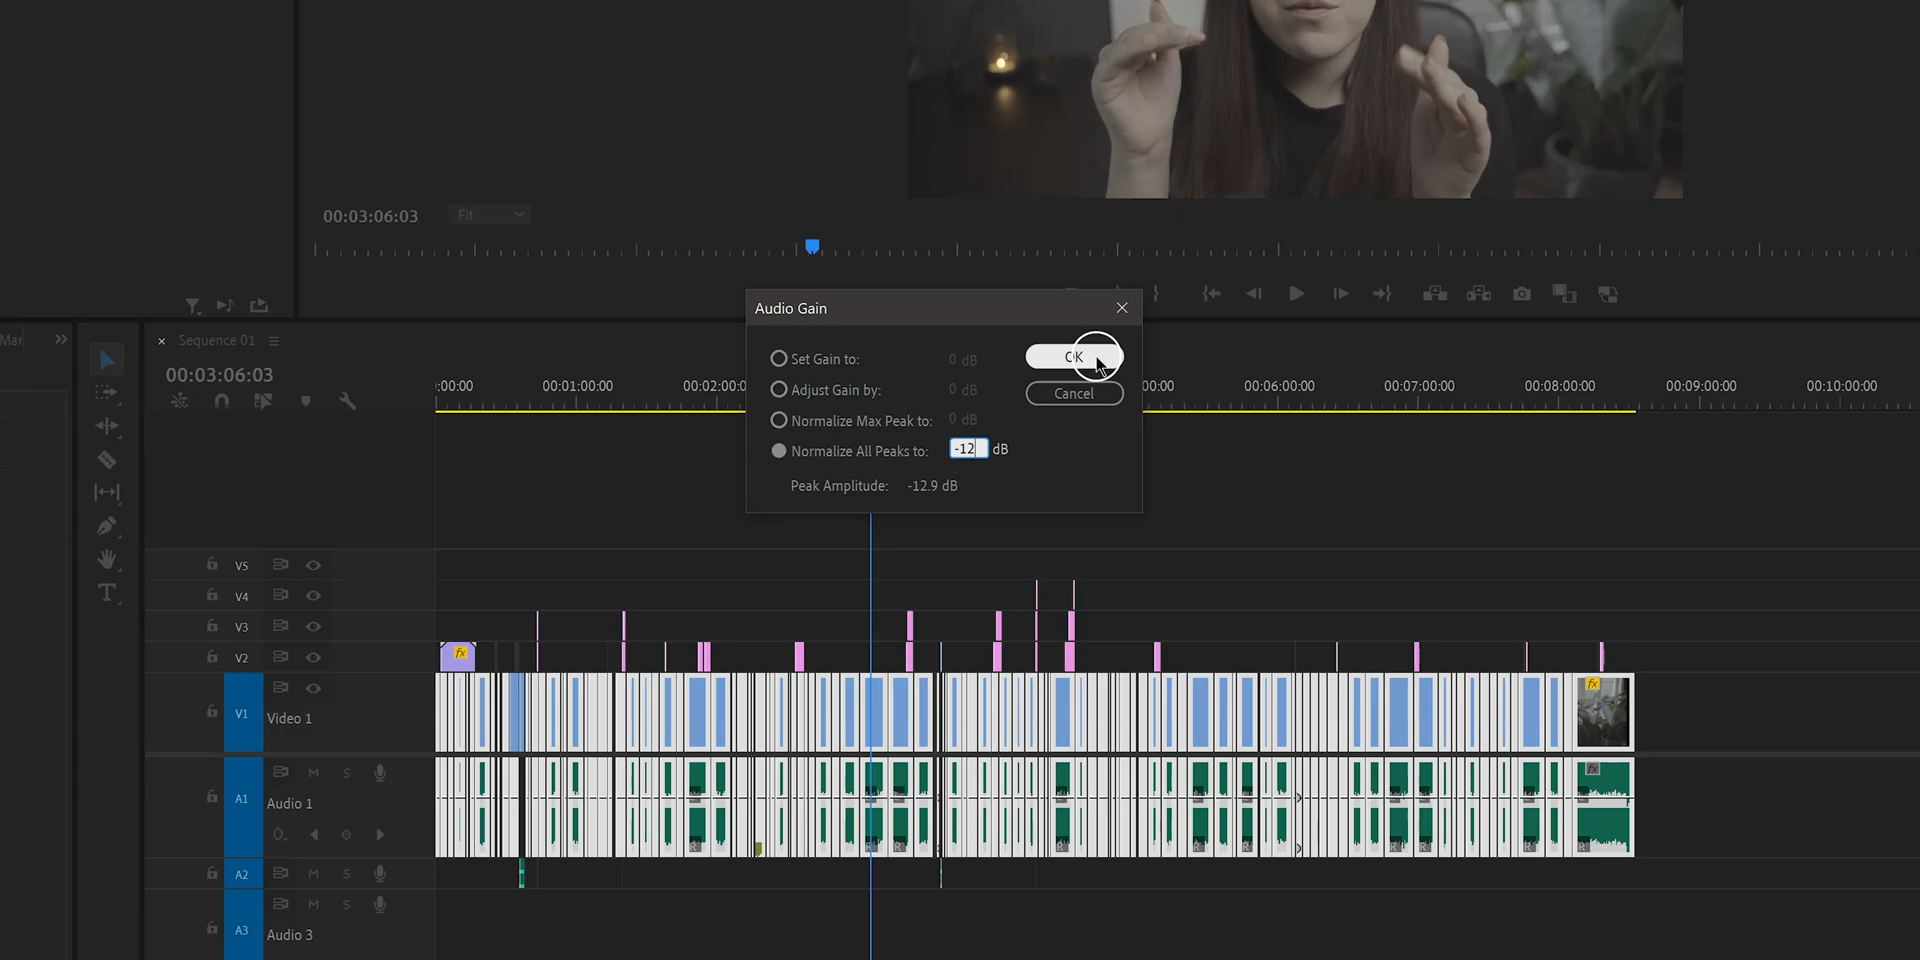 00:03:06:03 Fit
Audio Gain
Set Gain to: 0 dB OK
Adjust Gain by: 0 dB Cancel
Normalize Max Peak to: 0 dB
Normalize All Peaks to: -12 dB
Peak Amplitude: -12.9 dB
Mar
× Sequence 01
00:03:06:03
:00:00 00:01:00:00 00:02:00:0 00:00 00:06:00:00 00:07:00:00 00:08:00:00 00:09:00:00 00:10:00:00
V5
V4
V3
V2 fx
V1 Video 1 fx
A1 M S
Audio 1 fx
A2 M S
M S
A3 Audio 3